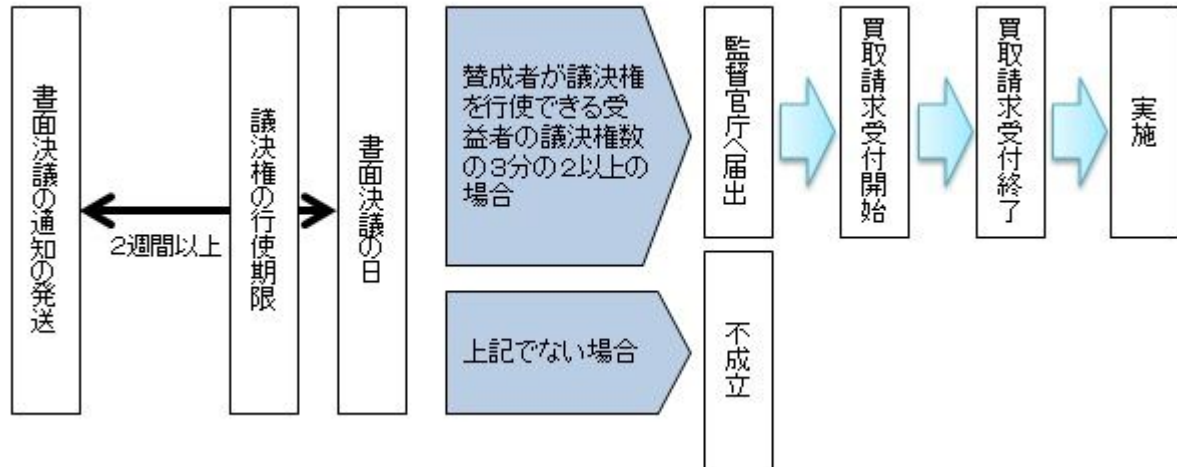 書面決議の通知の発送
2週間以上
議決権の行使期限
書面決議の日
賛成者が議決権
を行使できる受
益者の議決権数
の3分の2以上の
場合
監督官庁へ届出
買取請求受付開始
買取請求受付終了
実施
上記でない場合
不成立